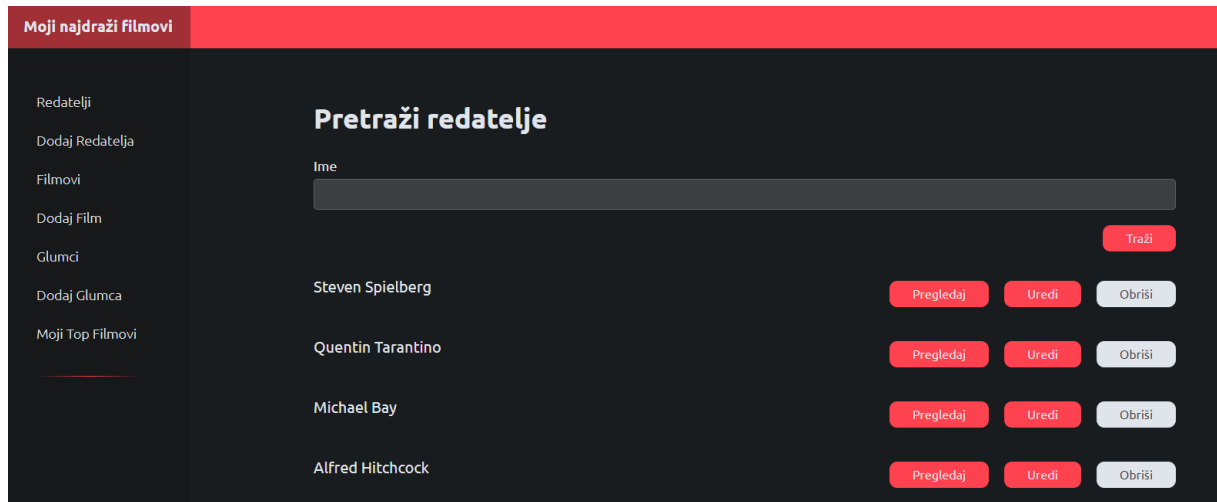 Moji najdraži filmovi
Redatelji
Dodaj Redatelja
Filmovi
Dodaj Film
Glumci
Dodaj Glumca
Moji Top Filmovi
Pretraži redatelje
Ime
Traži
Steven Spielberg Pregledaj Uredi Obriši
Quentin Tarantino Pregledaj Uredi Obriši
Michael Bay Pregledaj Uredi Obriši
Alfred Hitchcock Pregledaj Uredi Obriši